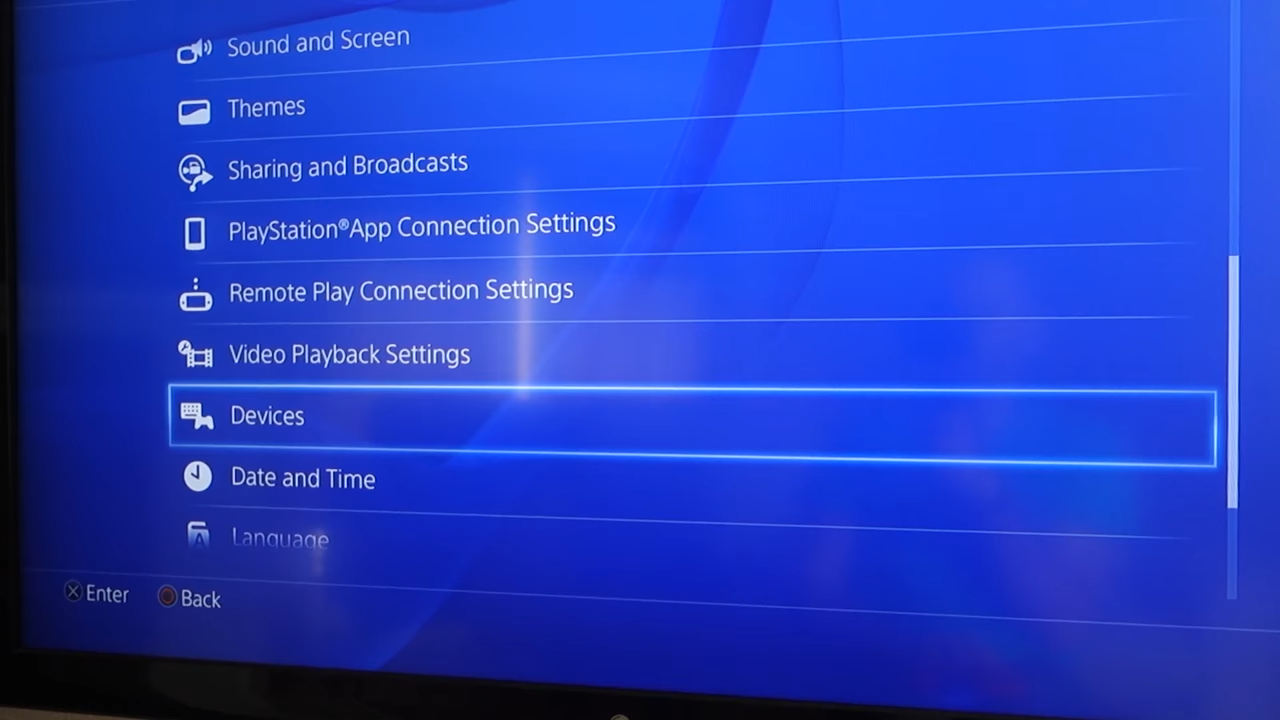 Sound and Screen
Themes
Sharing and Broadcasts
PlayStation®App Connection Settings
Remote Play Connection Settings
Video Playback Settings
Devices
Date and Time
Language
Enter Back